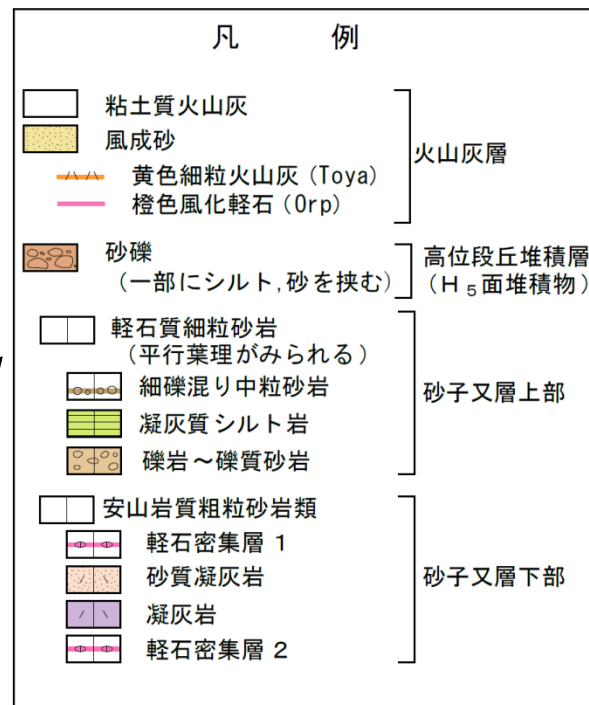 凡 例
粘土質火山灰
風成砂
黄色細粒火山灰(Toya)
橙色風化軽石(Orp)
火山灰層
砂礫
(一部にシルト,砂を挟む)
高位段丘堆積層
(H5面堆積物)
軽石質細粒砂岩
(平行葉理がみられる)
細礫混り中粒砂岩
凝灰質シルト岩
礫岩～礫質砂岩
砂子又層上部
安山岩質粗粒砂岩類
軽石密集層1
砂質凝灰岩
凝灰岩
軽石密集層2
砂子又層下部